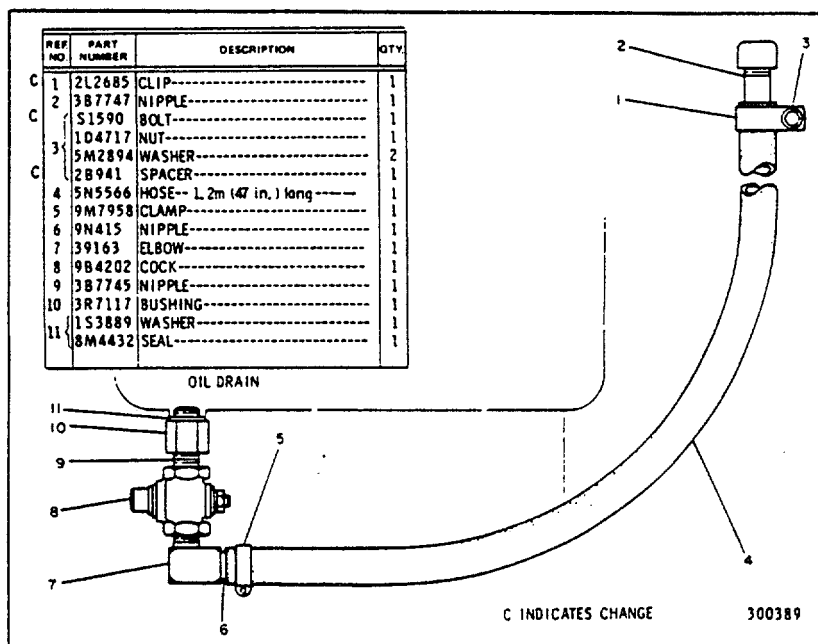 REF. NO. PART NUMBER DESCRIPTION QTY.
C 1 2L2685 CLIP 1
2 3B7747 NIPPLE 1
C S1590 BOLT 1
3 1D4717 NUT 1
5M2894 WASHER 2
C 2B941 SPACER 1
4 5N5566 HOSE-- 1.2m (47 in.) long 1
5 9M7958 CLAMP 1
6 9N415 NIPPLE 1
7 39163 ELBOW 1
8 9B4202 COCK 1
9 3B7745 NIPPLE 1
10 3R7117 BUSHING 1
11 1S3889 WASHER 1
8M4432 SEAL 1
OIL DRAIN
2
3
1
11
10
5
9
8
4
7
6
C INDICATES CHANGE 300389